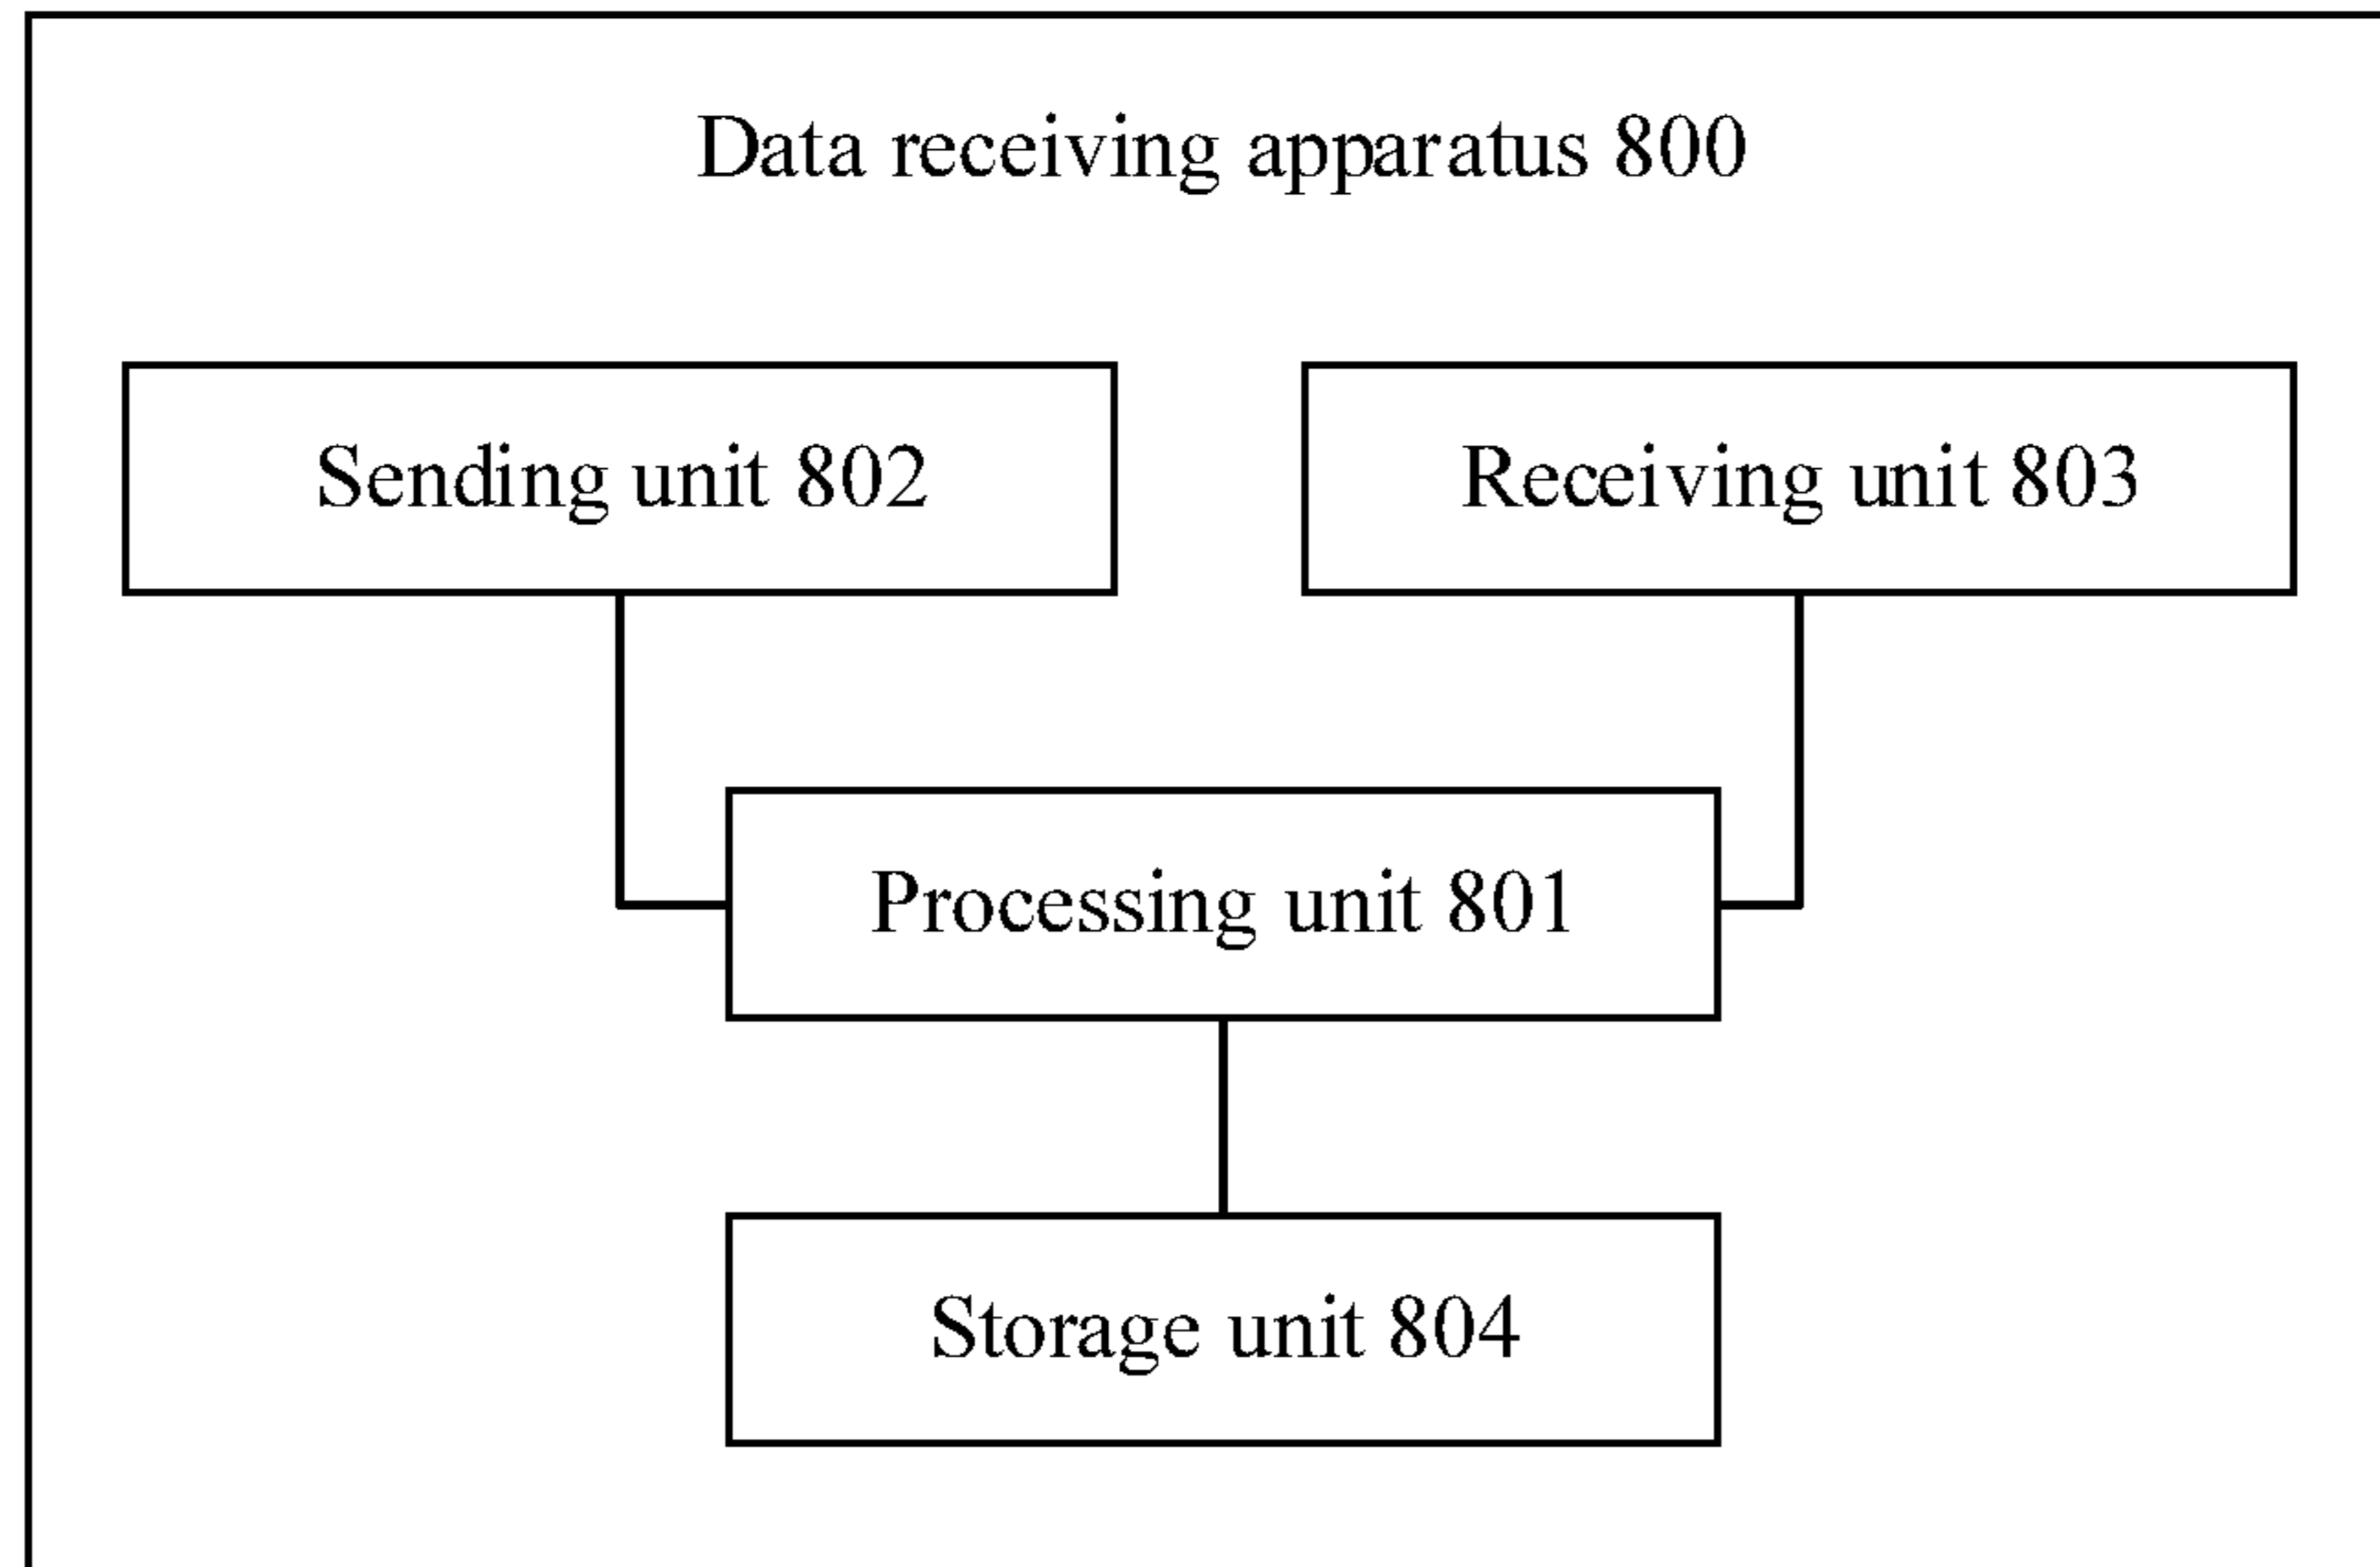 Data receiving apparatus 800
Sending unit 802
Receiving unit 803
Processing unit 801
Storage unit 804